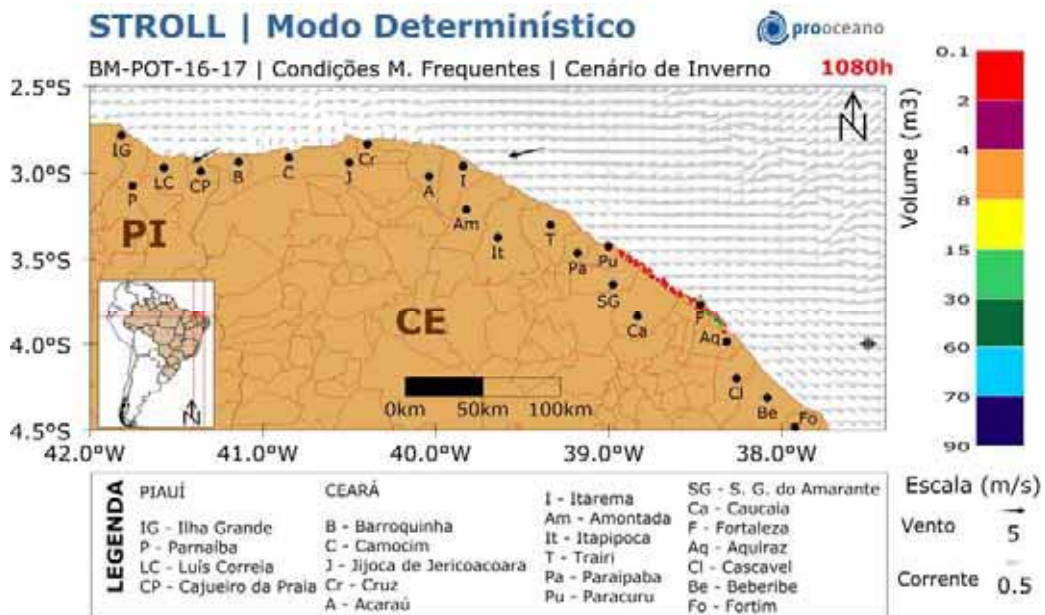 STROLL | Modo Determinístico
prooceano
BM-POT-16-17 | Condições M. Frequentes | Cenário de Inverno 1080h
2.5°S
3.0°S
3.5°S
4.0°S
4.5°S
42.0°W 41.0°W 40.0°W 39.0°W 38.0°W
N
IG
P
LC
CP
B
C
J
Cr
A
I
Am
It
T
Pa
Pu
SG
Ca
F
Aq
Cl
Be
Fo
PI
CE
N
0km 50km 100km
Volume (m3)
0.1
2
4
8
15
30
60
70
90
LEGENDA
PIAUÍ
IG - Ilha Grande
P - Parnaíba
LC - Luís Correia
CP - Cajueiro da Praia
CEARÁ
B - Barroquinha
C - Camocim
J - Jijoca de Jericoacoara
Cr - Cruz
A - Acaraú
I - Itarema
Am - Amontada
It - Itapipoca
T - Trairi
Pa - Paraipaba
Pu - Paracuru
SG - S. G. do Amarante
Ca - Caucaia
F - Fortaleza
Aq - Aquiraz
Cl - Cascavel
Be - Beberibe
Fo - Fortim
Escala (m/s)
Vento 5
Corrente 0.5